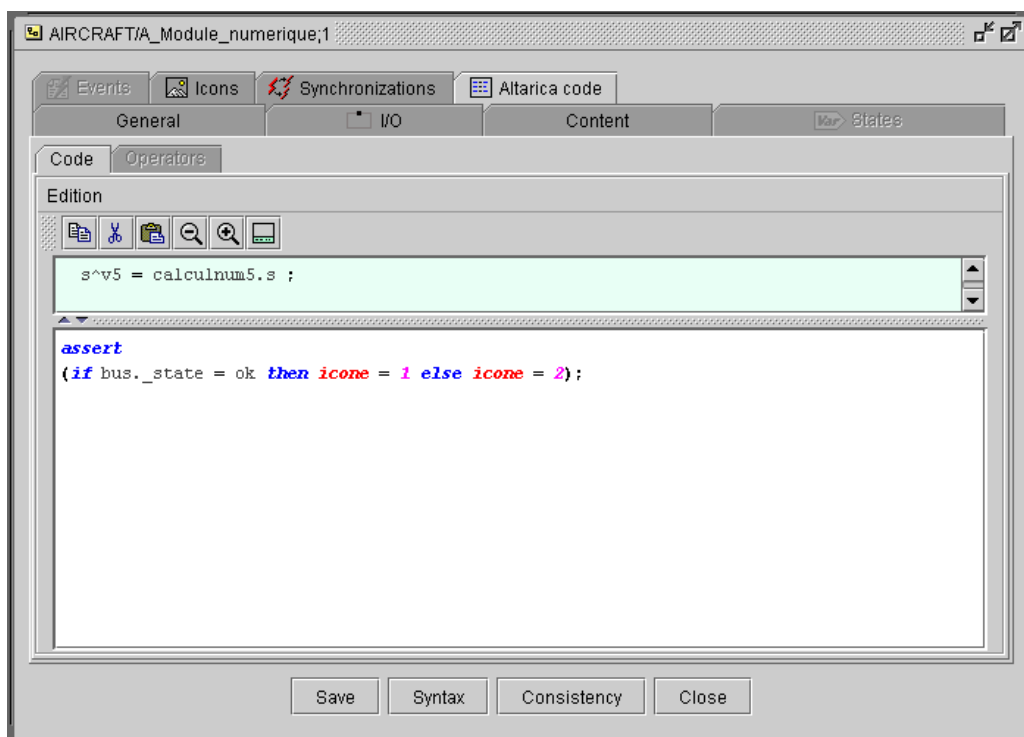 AIRCRAFT/A_Module_numerique;1
Events Icons Synchronizations Altarica code
General I/O Content Var States
Code Operators
Edition
s^v5 = calculnum5.s ;
assert
(if bus._state = ok then icone = 1 else icone = 2);
Save Syntax Consistency Close